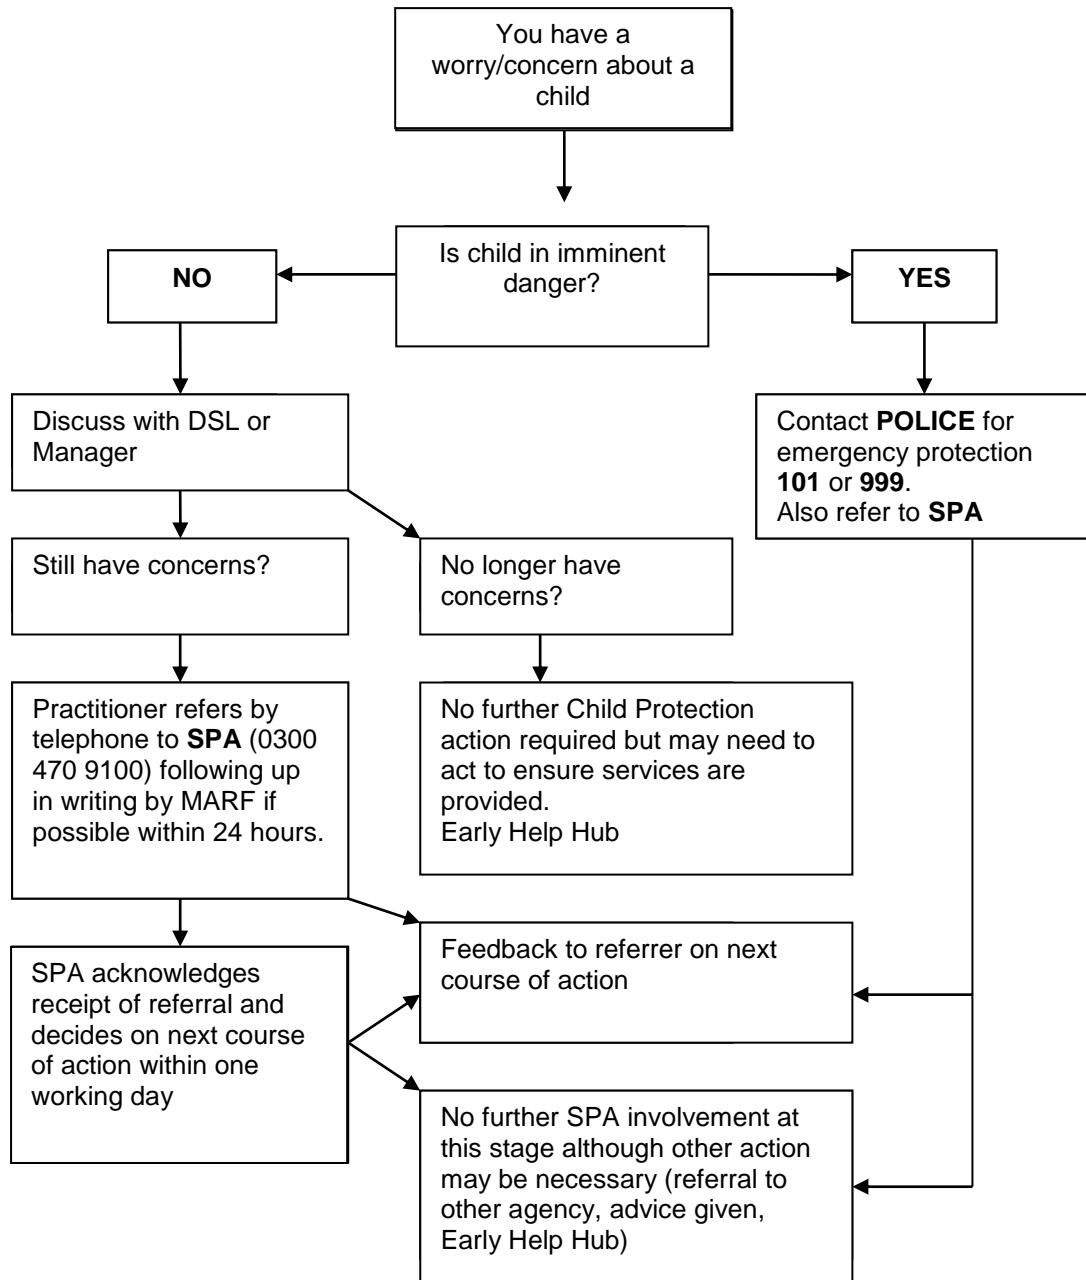 You have a
worry/concern about a
child
Is child in imminent
danger?
NO
YES
Discuss with DSL or
Manager
Contact POLICE for
emergency protection
101 or 999.
Also refer to SPA
Still have concerns?
No longer have
concerns?
Practitioner refers by
telephone to SPA (0300
470 9100) following up
in writing by MARF if
possible within 24 hours.
No further Child Protection
action required but may need to
act to ensure services are
provided.
Early Help Hub
SPA acknowledges
receipt of referral and
decides on next course
of action within one
working day
Feedback to referrer on next
course of action
No further SPA involvement at
this stage although other action
may be necessary (referral to
other agency, advice given,
Early Help Hub)